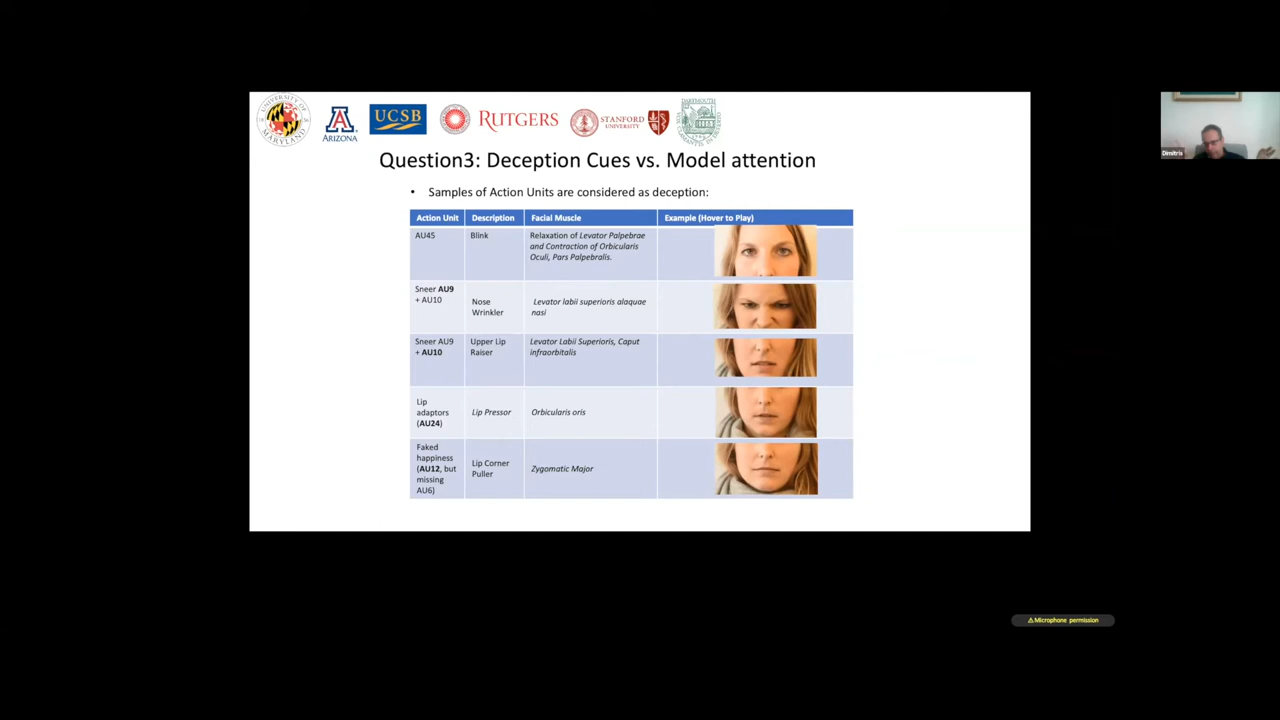 UNIVERSITY OF
MARYLAND
ARIZONA
UCSB
RUTGERS
STANFORD
UNIVERSITY
Dimitris
Question3: Deception Cues vs. Model attention
• Samples of Action Units are considered as deception:
Action Unit Description Facial Muscle Example (Hover to Play)
AU45 Blink Relaxation of Levator Palpebrae
and Contraction of Orbicularis
Oculi, Pars Palpebralis.
Sneer AU9
+ AU10
Nose
Wrinkler
Levator labii superioris alaquae
nasi
Sneer AU9
+ AU10
Upper Lip
Raiser
Levator Labii Superioris, Caput
infraorbitalis
Lip
adaptors
(AU24)
Lip Pressor
Orbicularis oris
Faked
happiness
(AU12, but
missing
AU6)
Lip Corner
Puller
Zygomatic Major
⚠Microphone permission